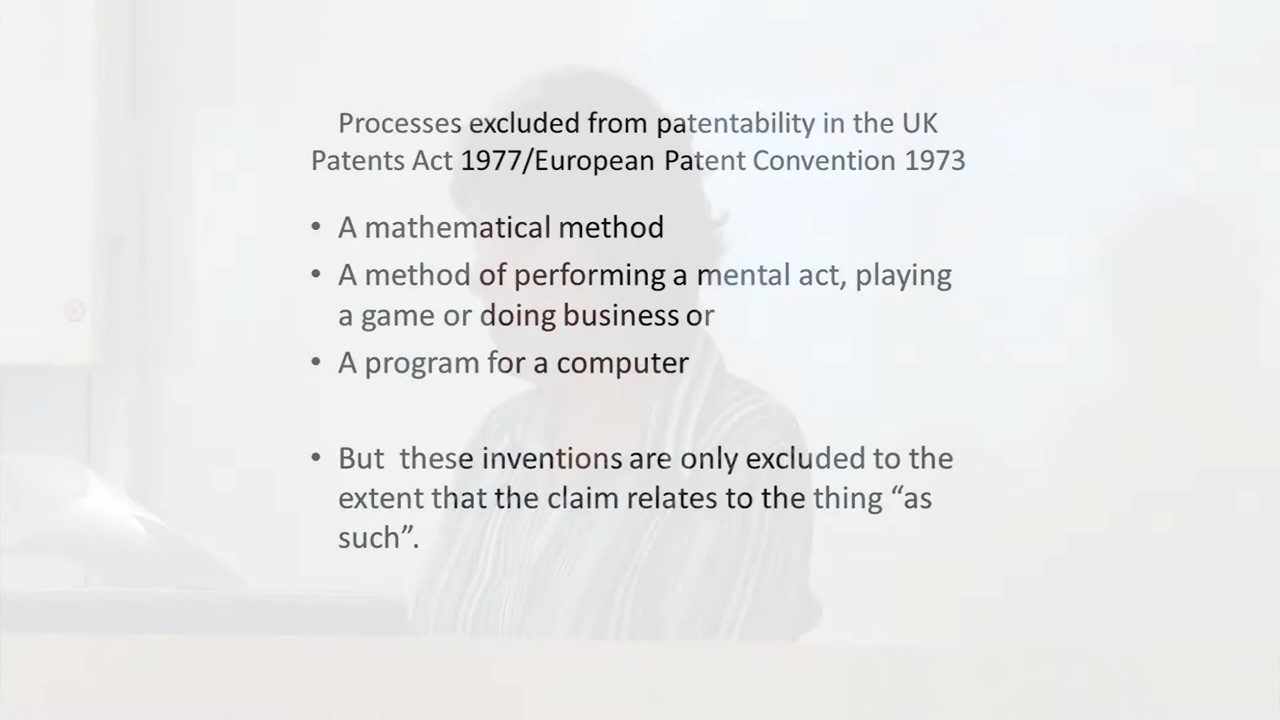 Processes excluded from patentability in the UK
Patents Act 1977/European Patent Convention 1973
• A mathematical method
• A method of performing a mental act, playing
a game or doing business or
• A program for a computer
• But  these inventions are only excluded to the
extent that the claim relates to the thing “as
such”.